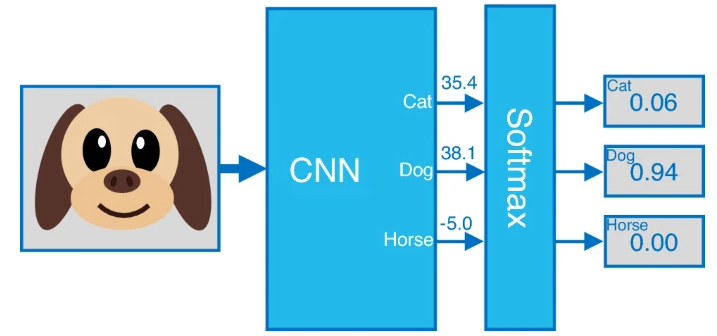 CNN
Cat
35.4
Dog
38.1
Horse
-5.0
Softmax
Cat
0.06
Dog
0.94
Horse
0.00